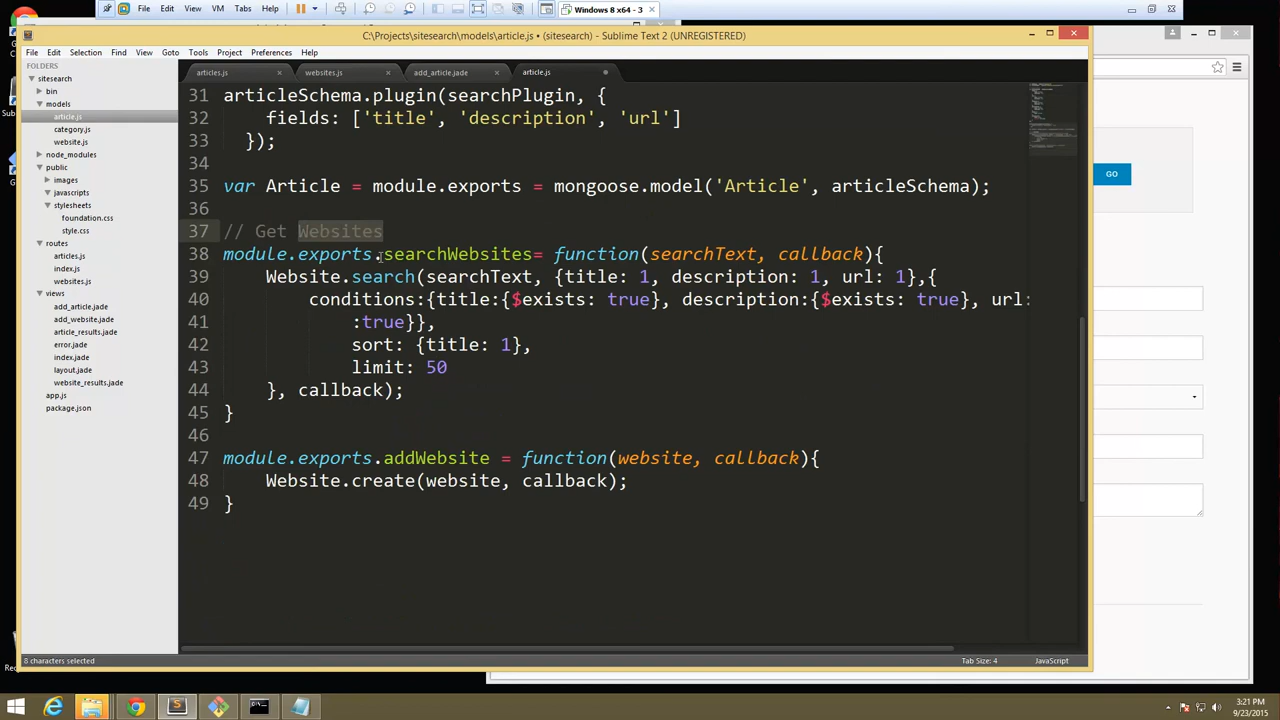 File Edit View VM Tabs Help
Windows 8 x64 - 3
C:\Projects\sitesearch\models\article.js • (sitesearch) - Sublime Text 2 (UNREGISTERED)
File Edit Selection Find View Goto Tools Project Preferences Help
FOLDERS
sitesearch
bin
models
article.js
category.js
website.js
node_modules
public
images
javascripts
stylesheets
foundation.css
style.css
routes
articles.js
index.js
websites.js
views
add_article.jade
add_website.jade
article_results.jade
error.jade
index.jade
layout.jade
website_results.jade
app.js
package.json
articles.js websites.js add_article.jade article.js
31 articleSchema.plugin(searchPlugin, {
32 fields: ['title', 'description', 'url']
33 });
34
35 var Article = module.exports = mongoose.model('Article', articleSchema);
36
37 // Get Websites
38 module.exports.searchWebsites= function(searchText, callback){
39 Website.search(searchText, {title: 1, description: 1, url: 1},{
40 conditions:{title:{$exists: true}, description:{$exists: true}, url:
41 :true}},
42 sort: {title: 1},
43 limit: 50
44 }, callback);
45 }
46
47 module.exports.addWebsite = function(website, callback){
48 Website.create(website, callback);
49 }
GO
8 characters selected
Tab Size: 4
JavaScript
3:21 PM
9/23/2015